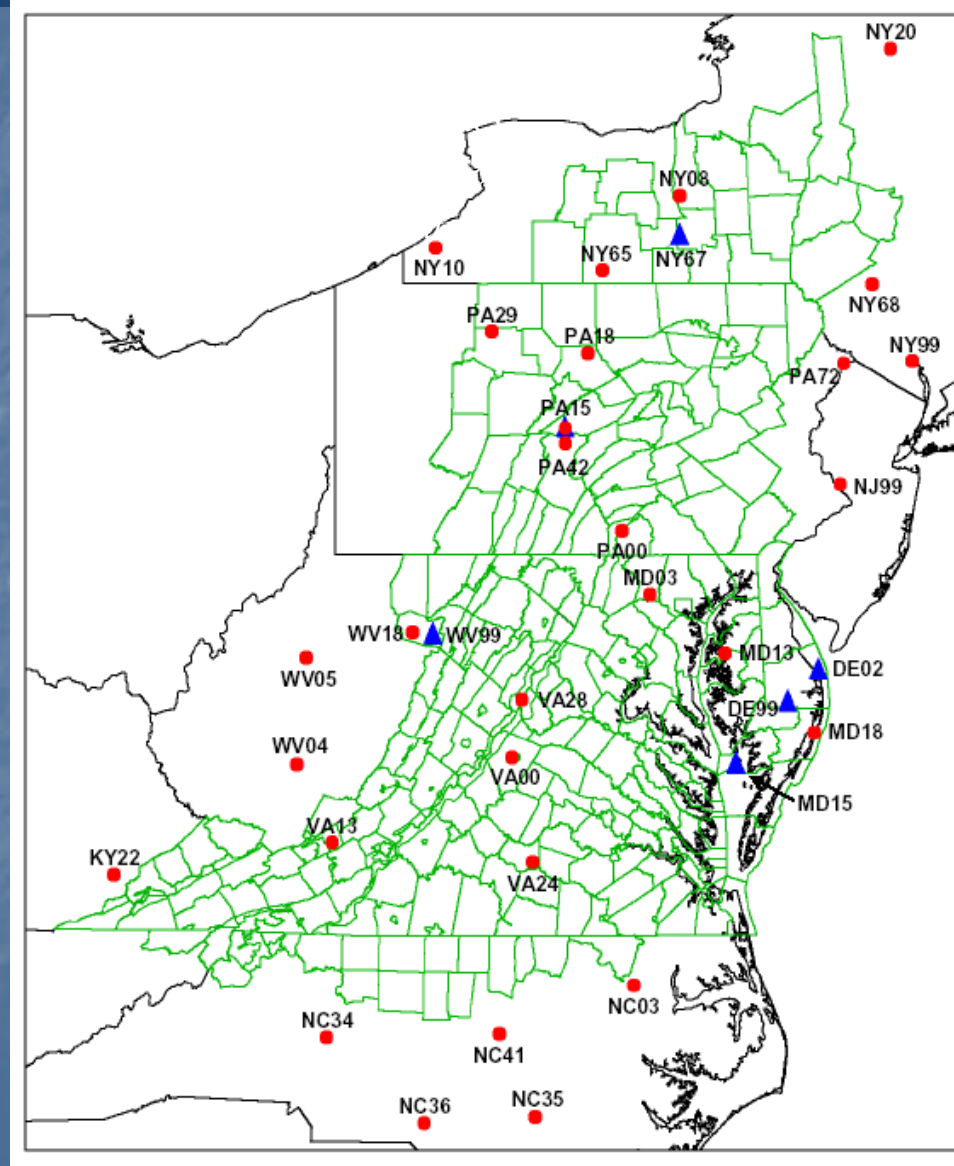 NY20
NY08
NY67
NY10
NY65
NY68
PA29
PA18
NY99
PA72
PA15
PA42
NJ99
PA00
MD03
WV18
WV99
MD13
WV05
DE02
VA28
DE99
MD18
WV04
VA00
MD15
VA13
KY22
VA24
NC03
NC34
NC41
NC36
NC35